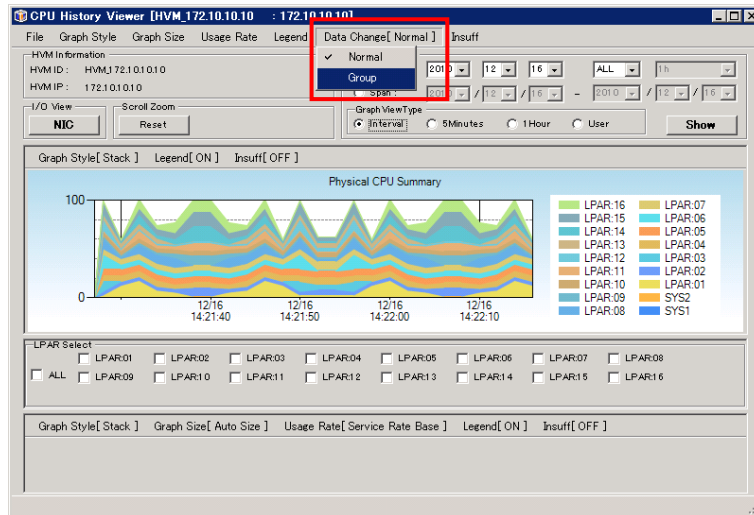 CPU History Viewer [HVM_172.10.10.10 : 172.10.10.10]
File Graph Style Graph Size Usage Rate Legend Data Change[ Normal ] Insuff
Normal
Group
HVM Information
HVM ID : HVM_172.10.10.10
HVM IP : 172.10.10.10
2010 12 16 ALL 1h
Span : 2010 / 12 / 16 - 2010 / 12 / 16
I/O View Scroll Zoom Graph ViewType
NIC Reset Interval 5Minutes 1Hour User Show
Graph Style[ Stack ] Legend[ ON ] Insuff[ OFF ]
Physical CPU Summary
100
0
12/16 12/16 12/16 12/16
14:21:40 14:21:50 14:22:00 14:22:10
LPAR:16 LPAR:07
LPAR:15 LPAR:06
LPAR:14 LPAR:05
LPAR:13 LPAR:04
LPAR:12 LPAR:03
LPAR:11 LPAR:02
LPAR:10 LPAR:01
LPAR:09 SYS2
LPAR:08 SYS1
LPAR Select
LPAR:01 LPAR:02 LPAR:03 LPAR:04 LPAR:05 LPAR:06 LPAR:07 LPAR:08
ALL LPAR:09 LPAR:10 LPAR:11 LPAR:12 LPAR:13 LPAR:14 LPAR:15 LPAR:16
Graph Style[ Stack ] Graph Size[ Auto Size ] Usage Rate[ Service Rate Base ] Legend[ ON ] Insuff[ OFF ]